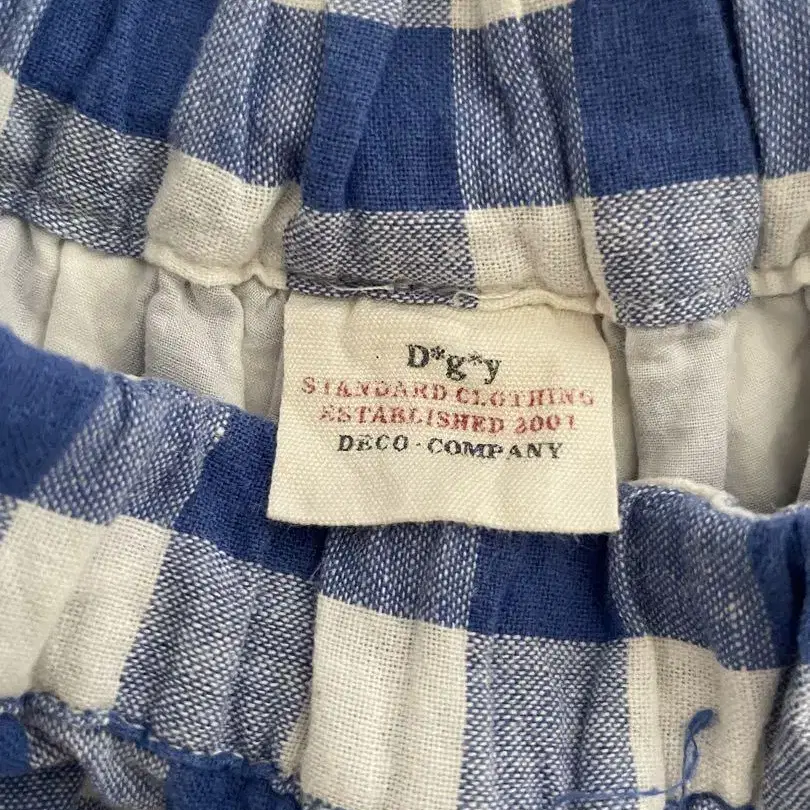 D*g*y
STANDARD CLOTHING
ESTABLISHED 2001
DECO·COMPANY